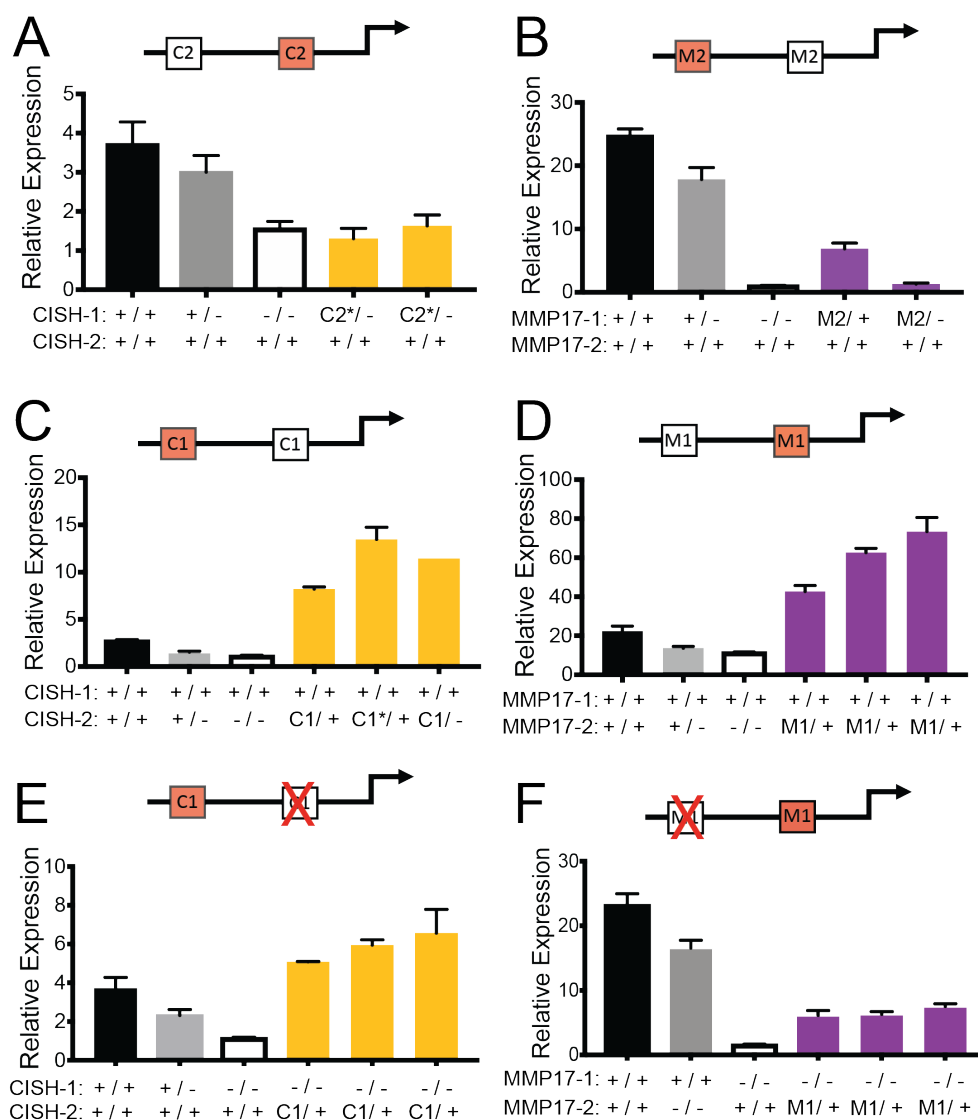 A
C2 C2
Relative Expression
5
4
3
2
1
0
CISH-1: + / + + / - - / - C2*/ - C2*/ -
CISH-2: + / + + / + + / + + / + + / +
B
M2 M2
Relative Expression
30
20
10
0
MMP17-1: + / + + / - - / - M2/ + M2/ -
MMP17-2: + / + + / + + / + + / + + / +
C
C1 C1
Relative Expression
20
15
10
5
0
CISH-1: + / + + / + + / + + / + + / + + / +
CISH-2: + / + + / - - / - C1/ + C1*/ + C1/ -
D
M1 M1
Relative Expression
100
80
60
40
20
0
MMP17-1: + / + + / + + / + + / + + / + + / +
MMP17-2: + / + + / - - / - M1/ + M1/ + M1/ +
E
C1 C1
Relative Expression
10
8
6
4
2
0
CISH-1: + / + + / - - / - - / - - / - - / -
CISH-2: + / + + / + + / + C1/ + C1/ + C1/ +
F
M1 M1
Relative Expression
30
20
10
0
MMP17-1: + / + + / + - / - - / - - / - - / -
MMP17-2: + / + - / - + / + M1/ + M1/ + M1/ +